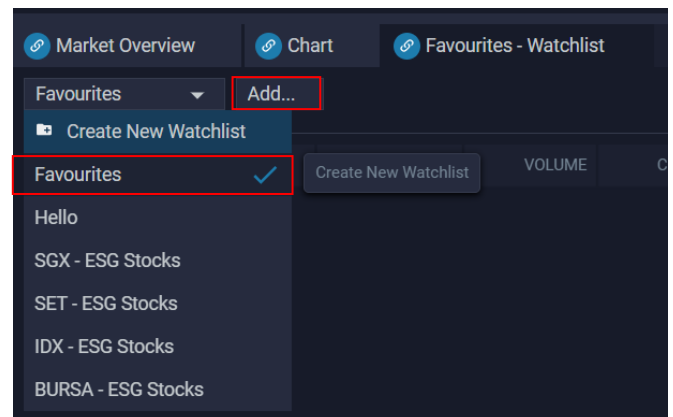 Market Overview
Chart
Favourites - Watchlist
Favourites
Add...
Create New Watchlist
Favourites
Create New Watchlist
VOLUME
C
Hello
SGX - ESG Stocks
SET - ESG Stocks
IDX - ESG Stocks
BURSA - ESG Stocks